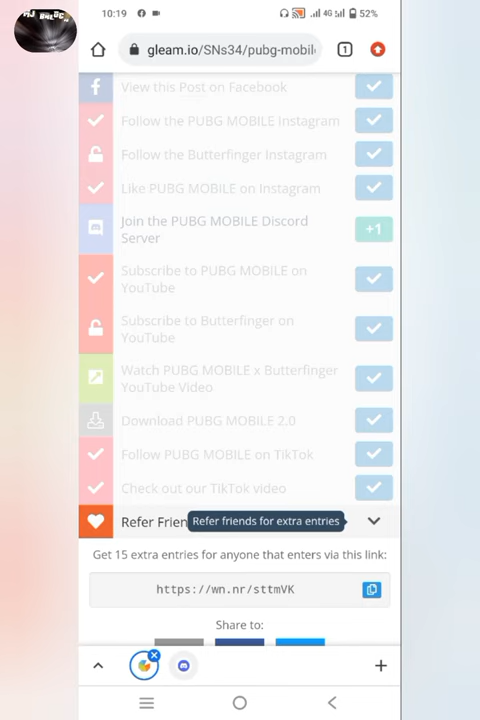 10:19
4G
52%
gleam.io/SNs34/pubg-mobil
1
View this Post on Facebook
Follow the PUBG MOBILE Instagram
Follow the Butterfinger Instagram
Like PUBG MOBILE on Instagram
Join the PUBG MOBILE Discord
Server
+1
Subscribe to PUBG MOBILE on
YouTube
Subscribe to Butterfinger on
YouTube
Watch PUBG MOBILE x Butterfinger
YouTube Video
Download PUBG MOBILE 2.0
Follow PUBG MOBILE on TikTok
Check out our TikTok video
Refer Frien
Refer friends for extra entries
Get 15 extra entries for anyone that enters via this link:
https://wn.nr/sttmVK
Share to: